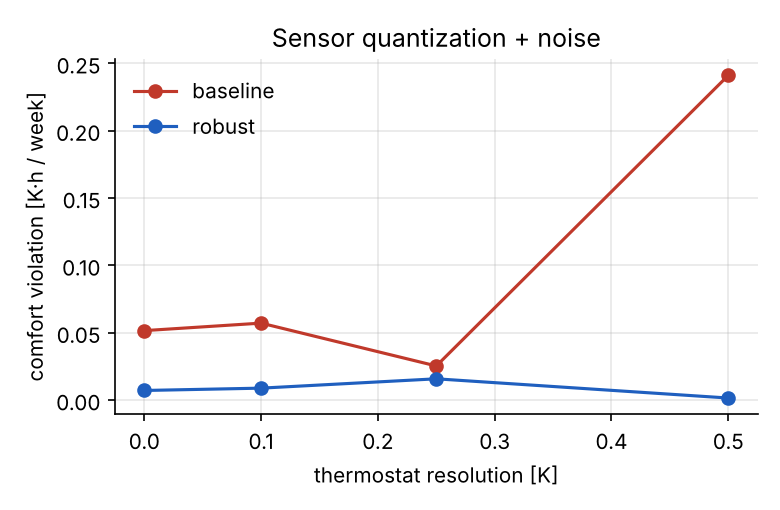 Sensor quantization + noise
baseline
robust
comfort violation [K·h / week]
0.25
0.20
0.15
0.10
0.05
0.00
0.0 0.1 0.2 0.3 0.4 0.5
thermostat resolution [K]